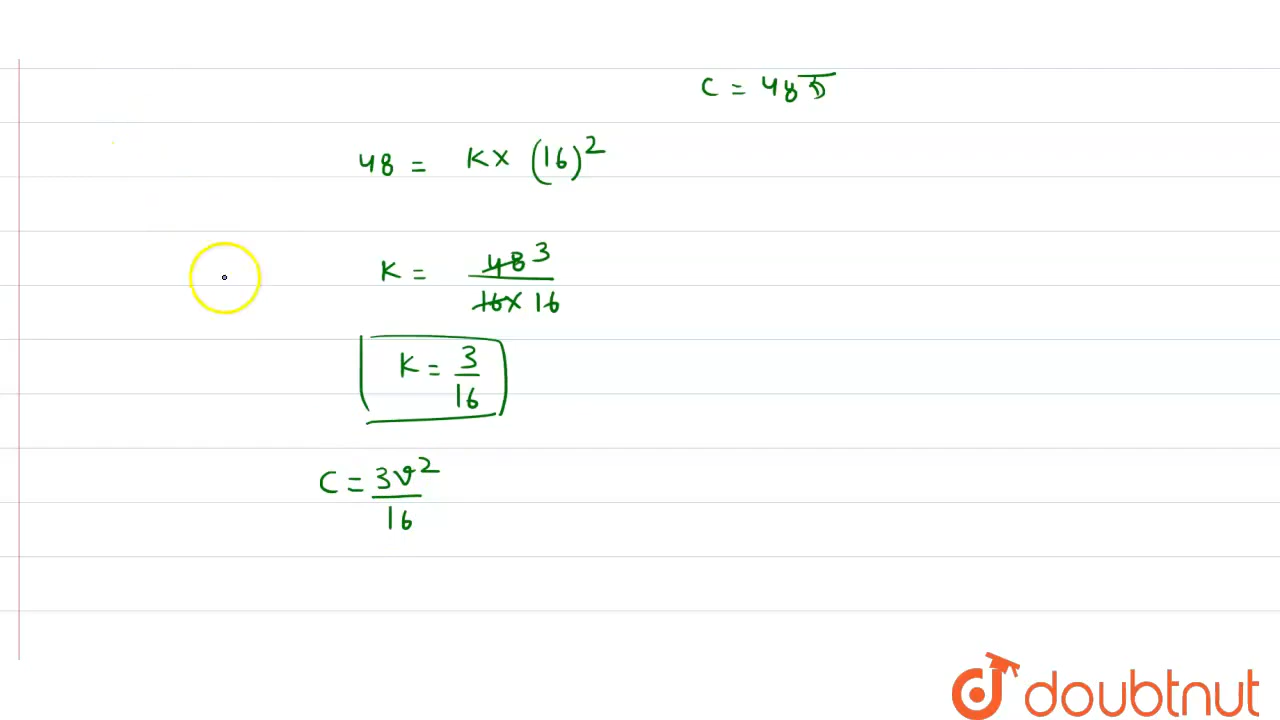 C = 48 ₹
48 = K × (16)²
K = 48 3 / 16 × 16
K = 3/16
C = 3v²/16
doubtnut